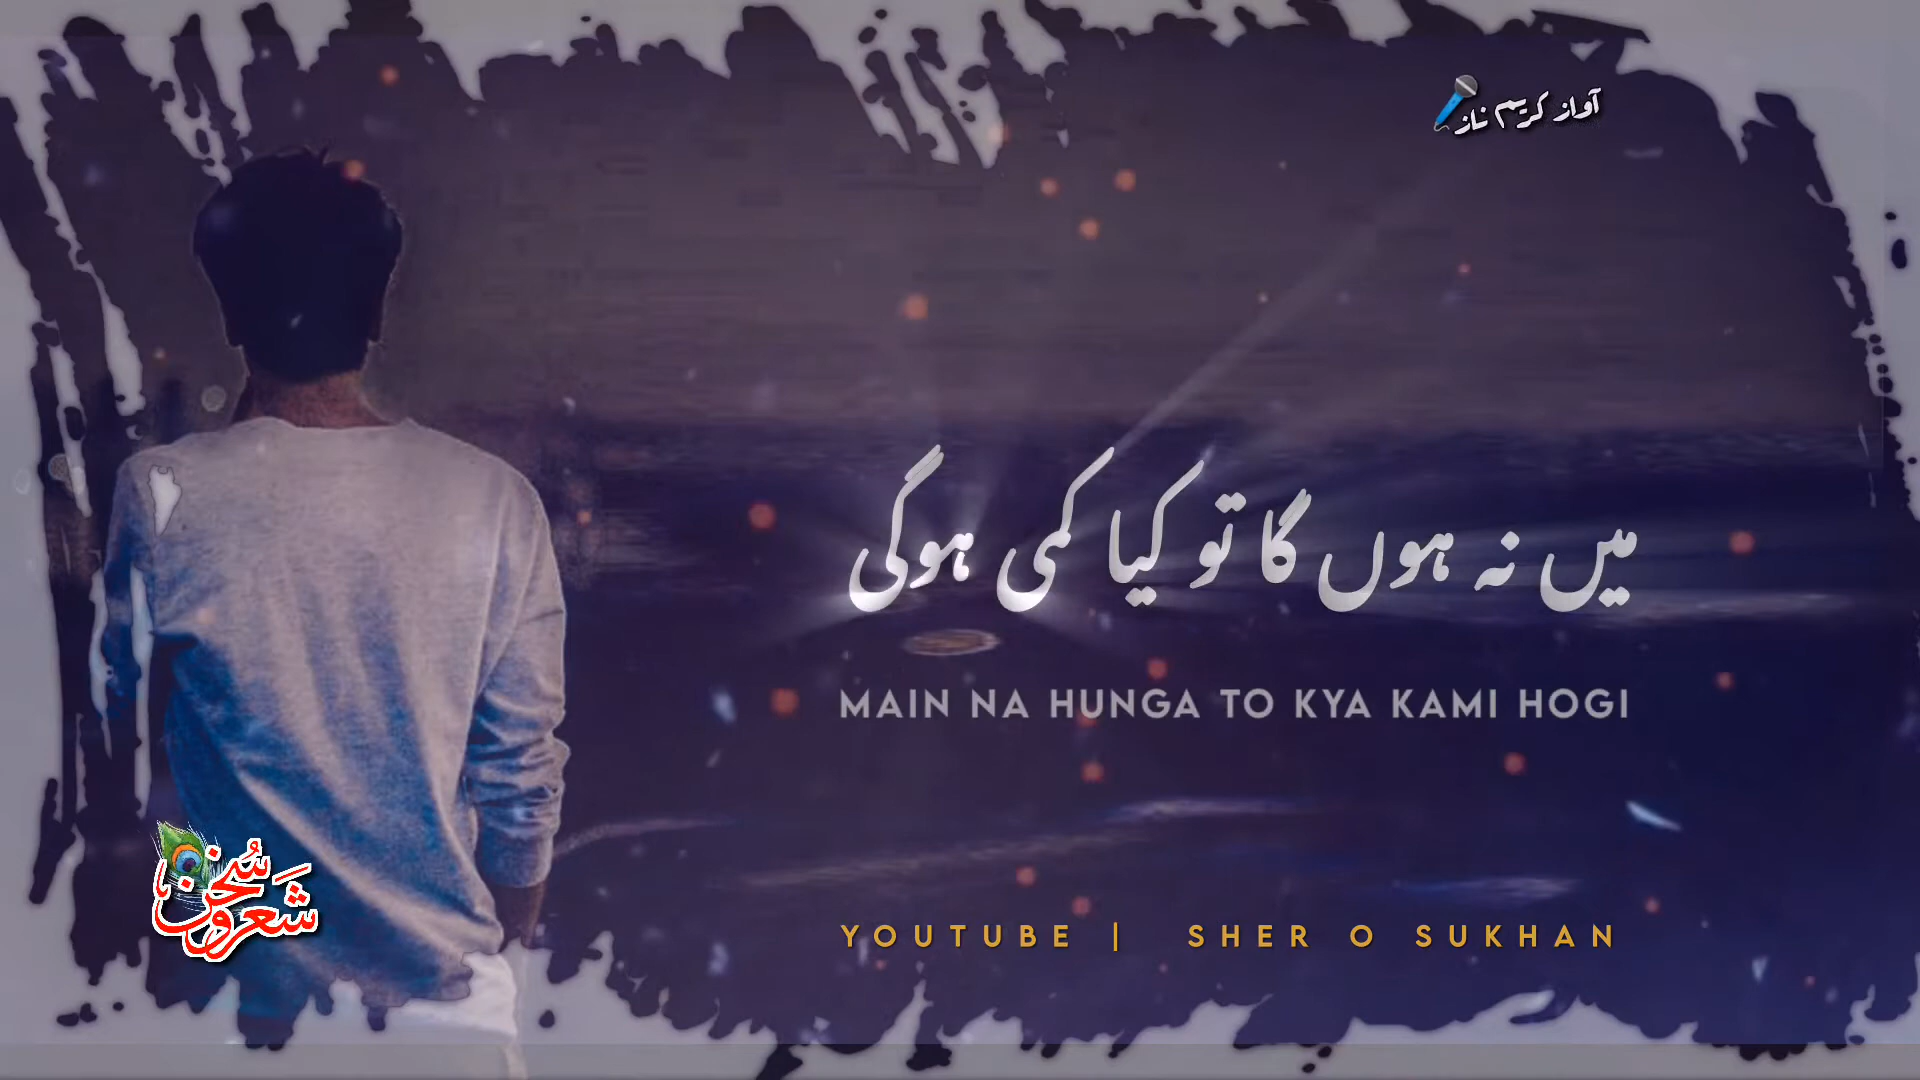 آواز کریم ناز
میں نہ ہوں گا تو کیا کمی ہوگی
MAIN NA HUNGA TO KYA KAMI HOGI
شعر و سُخن
YOUTUBE | SHER O SUKHAN